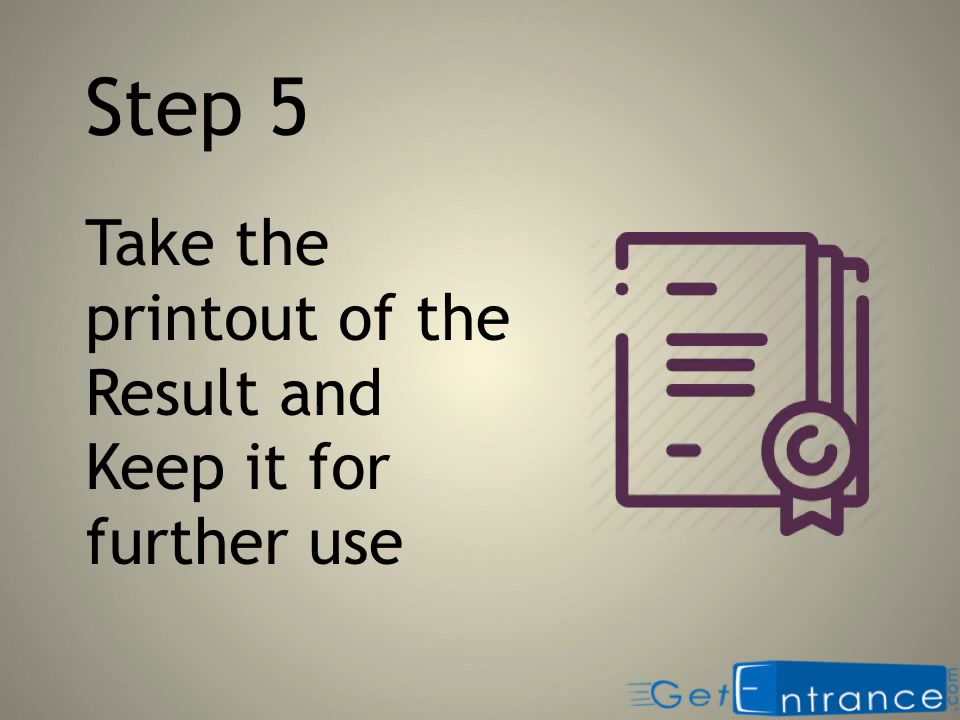 Step 5
Take the
printout of the
Result and
Keep it for
further use
GetEntrance.com